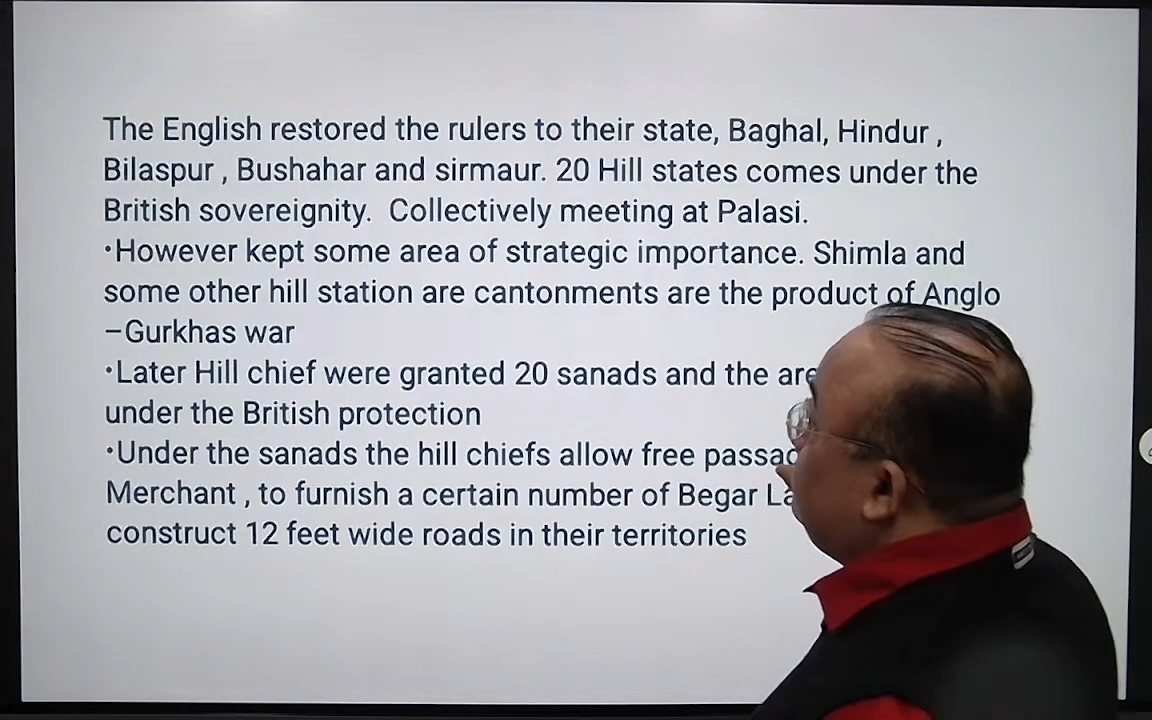 The English restored the rulers to their state, Baghal, Hindur ,
Bilaspur , Bushahar and sirmaur. 20 Hill states comes under the
British sovereignity.  Collectively meeting at Palasi.
•However kept some area of strategic importance. Shimla and
some other hill station are cantonments are the product of Anglo
–Gurkhas war
•Later Hill chief were granted 20 sanads and the
under the British protection
•Under the sanads the hill chiefs allow free
Merchant , to furnish a certain number of Begar
construct 12 feet wide roads in their territories